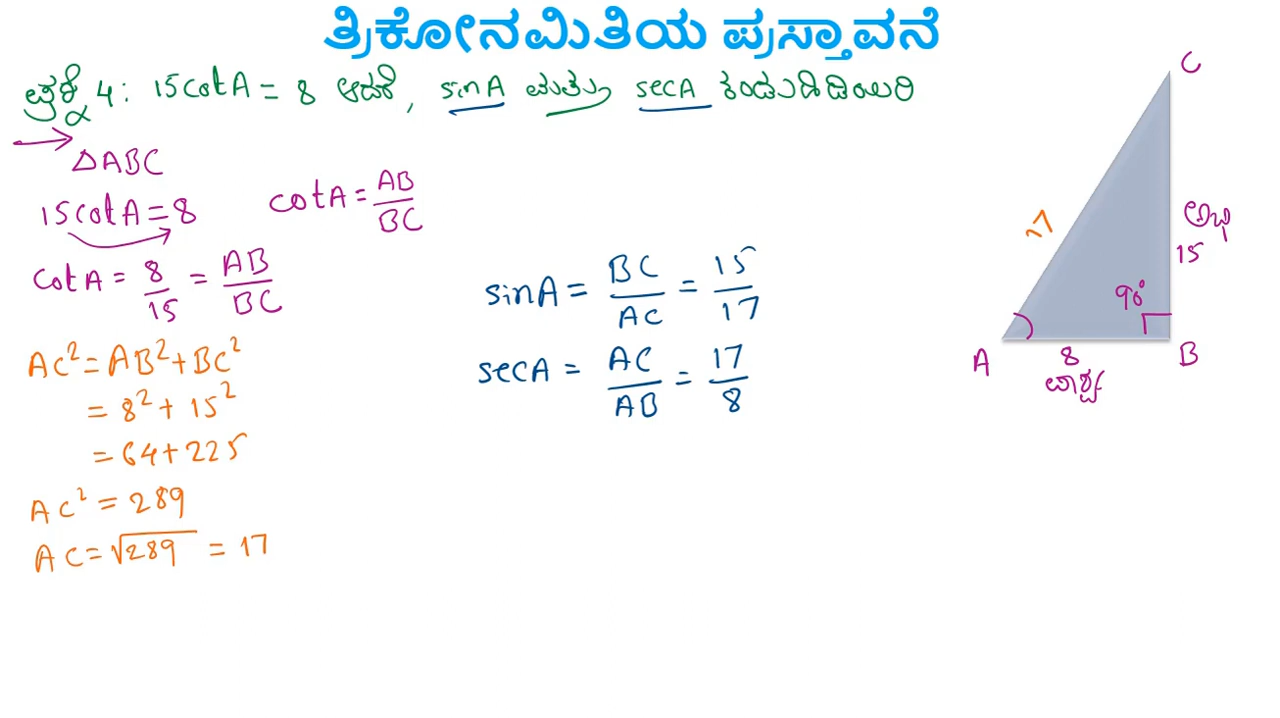 ತ್ರಿಕೋನಮಿತಿಯ ಪ್ರಸ್ತಾವನೆ
ಪ್ರಶ್ನೆ 4: 15cotA = 8 ಆದರೆ, sinA ಮತ್ತು secA ಕಂಡುಹಿಡಿಯಿರಿ
△ABC
15cotA = 8
cotA = AB/BC
cotA = 8/15 = AB/BC
AC² = AB² + BC²
= 8² + 15²
= 64 + 225
AC² = 289
AC = √289 = 17
sinA = BC/AC = 15/17
secA = AC/AB = 17/8
C
17
ಅಭಿ
15
90°
A
8
B
ಪಾರ್ಶ್ವ